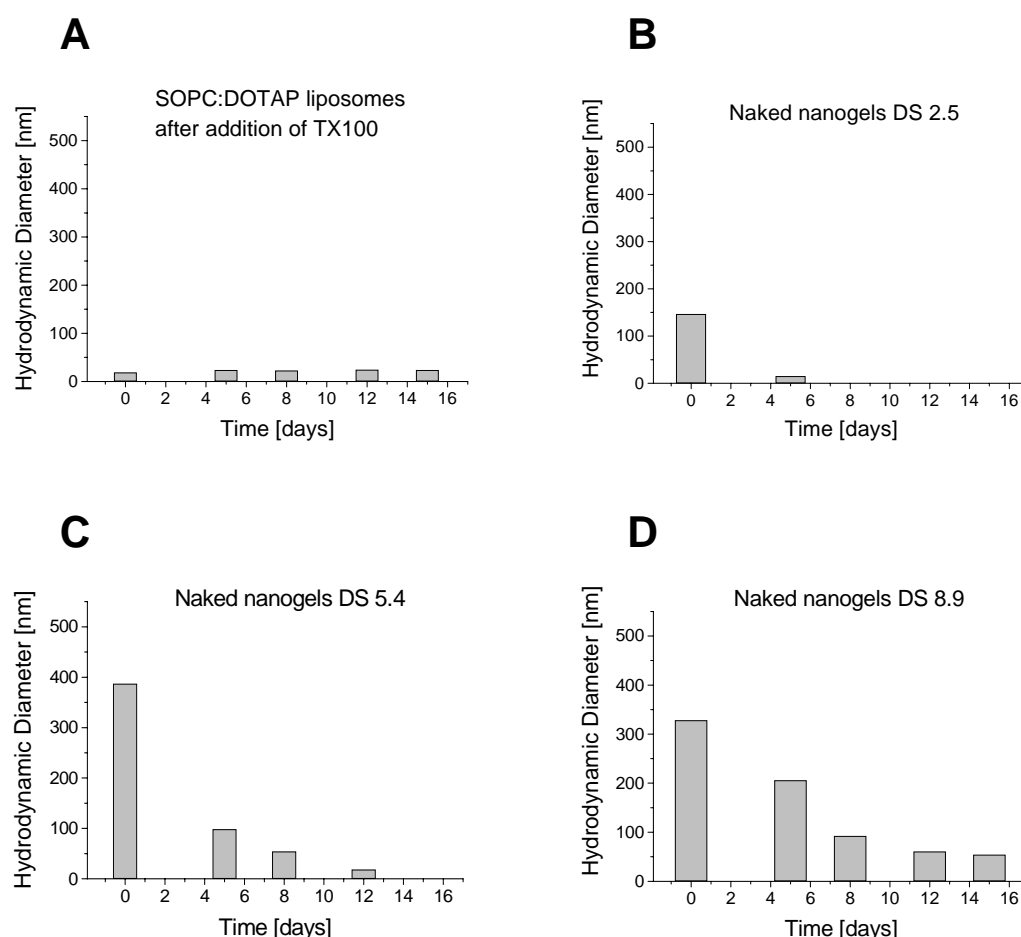 A
SOPC:DOTAP liposomes
after addition of TX100
Hydrodynamic Diameter [nm]
500
400
300
200
100
0
0 2 4 6 8 10 12 14 16
Time [days]
B
Naked nanogels DS 2.5
Hydrodynamic Diameter [nm]
500
400
300
200
100
0
0 2 4 6 8 10 12 14 16
Time [days]
C
Naked nanogels DS 5.4
Hydrodynamic Diameter [nm]
500
400
300
200
100
0
0 2 4 6 8 10 12 14 16
Time [days]
D
Naked nanogels DS 8.9
Hydrodynamic Diameter [nm]
500
400
300
200
100
0
0 2 4 6 8 10 12 14 16
Time [days]